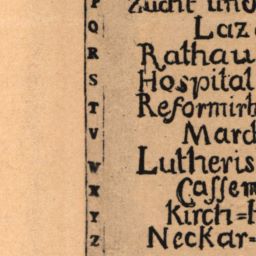 P Zucht und
Q Laz
R Rathau
S Hospital
T Reformirt
V Mard
W Lutheris
X Cassem
Y Kirch=H
Z Neckar=